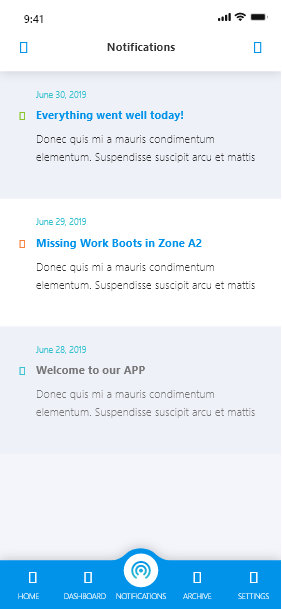 9:41
Notifications
June 30, 2019
Everything went well today!
Donec quis mi a mauris condimentum
elementum. Suspendisse suscipit arcu et mattis
June 29, 2019
Missing Work Boots in Zone A2
Donec quis mi a mauris condimentum
elementum. Suspendisse suscipit arcu et mattis
June 28, 2019
Welcome to our APP
Donec quis mi a mauris condimentum
elementum. Suspendisse suscipit arcu et mattis
HOME DASHBOARD NOTIFICATIONS ARCHIVE SETTINGS